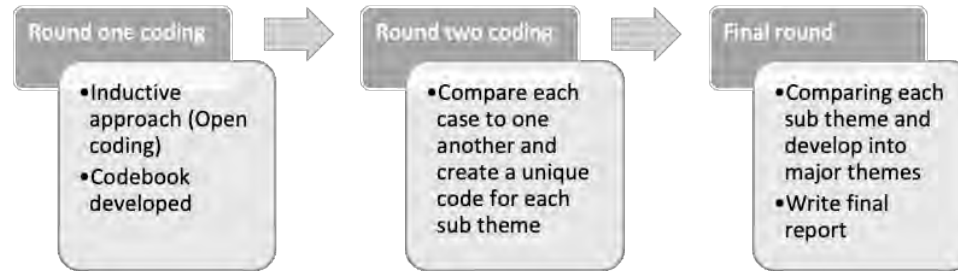 Round one coding
•Inductive
approach (Open
coding)
•Codebook
developed
Round two coding
•Compare each
case to one
another and
create a unique
code for each
sub theme
Final round
•Comparing each
sub theme and
develop into
major themes
•Write final
report